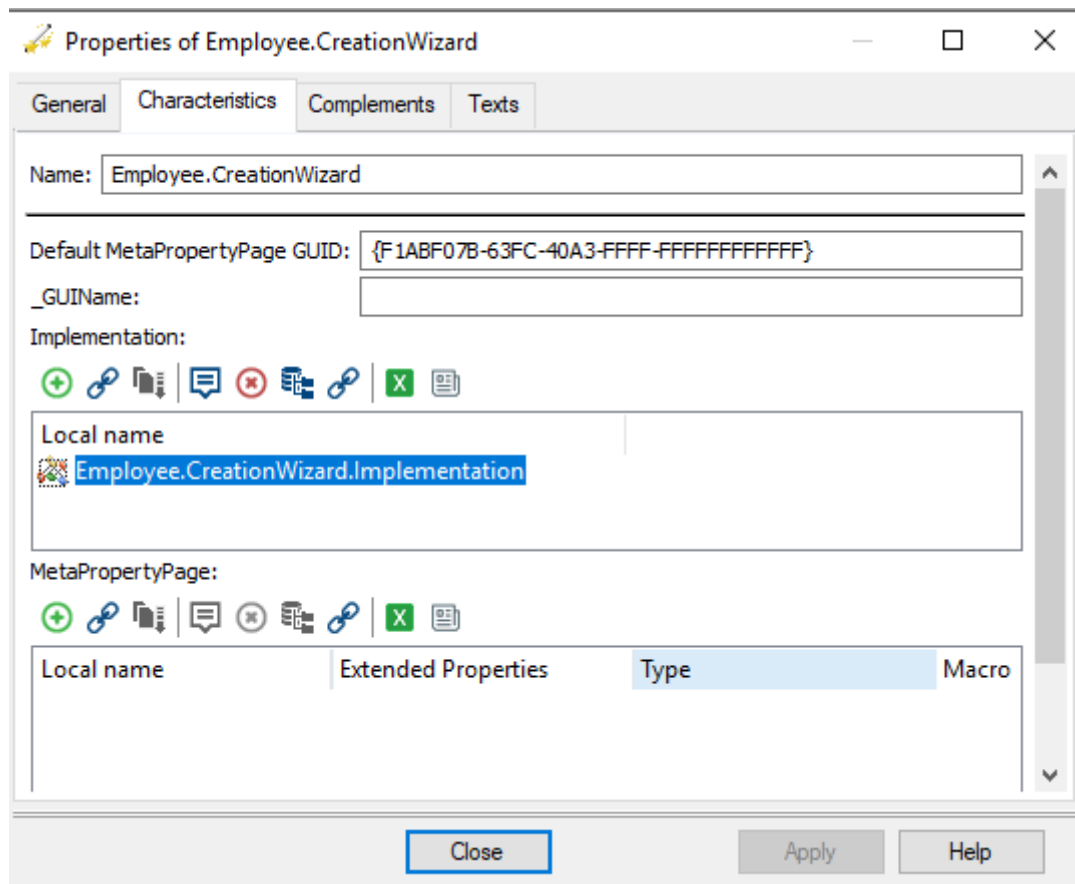 Properties of Employee.CreationWizard
General Characteristics Complements Texts
Name: Employee.CreationWizard
Default MetaPropertyPage GUID: {F1ABF07B-63FC-40A3-FFFF-FFFFFFFFFFFF}
_GUIName:
Implementation:
Local name
Employee.CreationWizard.Implementation
MetaPropertyPage:
Local name Extended Properties Type Macro
Close Apply Help